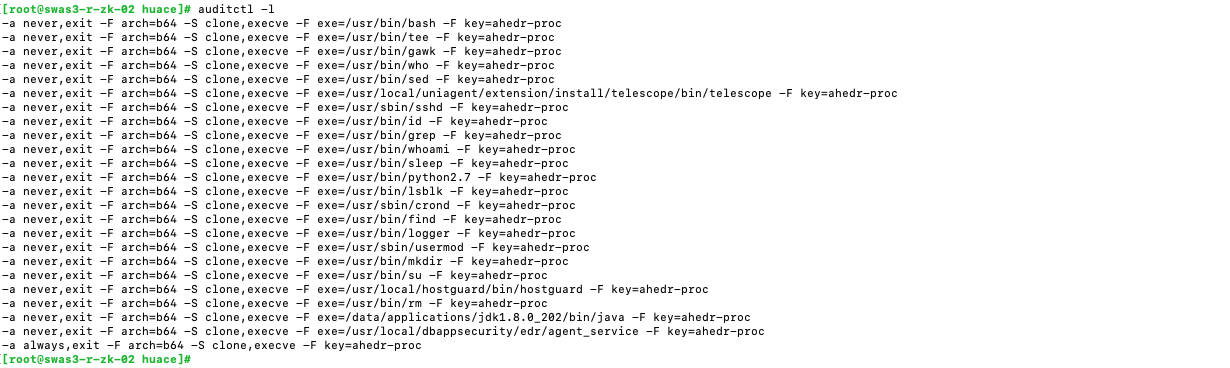 [[root@swas3-r-zk-02 huace]# auditctl -l
-a never,exit -F arch=b64 -S clone,execve -F exe=/usr/bin/bash -F key=ahedr-proc
-a never,exit -F arch=b64 -S clone,execve -F exe=/usr/bin/tee -F key=ahedr-proc
-a never,exit -F arch=b64 -S clone,execve -F exe=/usr/bin/gawk -F key=ahedr-proc
-a never,exit -F arch=b64 -S clone,execve -F exe=/usr/bin/who -F key=ahedr-proc
-a never,exit -F arch=b64 -S clone,execve -F exe=/usr/bin/sed -F key=ahedr-proc
-a never,exit -F arch=b64 -S clone,execve -F exe=/usr/local/uniagent/extension/install/telescope/bin/telescope -F key=ahedr-proc
-a never,exit -F arch=b64 -S clone,execve -F exe=/usr/sbin/sshd -F key=ahedr-proc
-a never,exit -F arch=b64 -S clone,execve -F exe=/usr/bin/id -F key=ahedr-proc
-a never,exit -F arch=b64 -S clone,execve -F exe=/usr/bin/grep -F key=ahedr-proc
-a never,exit -F arch=b64 -S clone,execve -F exe=/usr/bin/whoami -F key=ahedr-proc
-a never,exit -F arch=b64 -S clone,execve -F exe=/usr/bin/sleep -F key=ahedr-proc
-a never,exit -F arch=b64 -S clone,execve -F exe=/usr/bin/python2.7 -F key=ahedr-proc
-a never,exit -F arch=b64 -S clone,execve -F exe=/usr/bin/lsblk -F key=ahedr-proc
-a never,exit -F arch=b64 -S clone,execve -F exe=/usr/sbin/crond -F key=ahedr-proc
-a never,exit -F arch=b64 -S clone,execve -F exe=/usr/bin/find -F key=ahedr-proc
-a never,exit -F arch=b64 -S clone,execve -F exe=/usr/bin/logger -F key=ahedr-proc
-a never,exit -F arch=b64 -S clone,execve -F exe=/usr/sbin/usermod -F key=ahedr-proc
-a never,exit -F arch=b64 -S clone,execve -F exe=/usr/bin/mkdir -F key=ahedr-proc
-a never,exit -F arch=b64 -S clone,execve -F exe=/usr/bin/su -F key=ahedr-proc
-a never,exit -F arch=b64 -S clone,execve -F exe=/usr/local/hostguard/bin/hostguard -F key=ahedr-proc
-a never,exit -F arch=b64 -S clone,execve -F exe=/usr/bin/rm -F key=ahedr-proc
-a never,exit -F arch=b64 -S clone,execve -F exe=/data/applications/jdk1.8.0_202/bin/java -F key=ahedr-proc
-a never,exit -F arch=b64 -S clone,execve -F exe=/usr/local/dbappsecurity/edr/agent_service -F key=ahedr-proc
-a always,exit -F arch=b64 -S clone,execve -F key=ahedr-proc
[[root@swas3-r-zk-02 huace]#